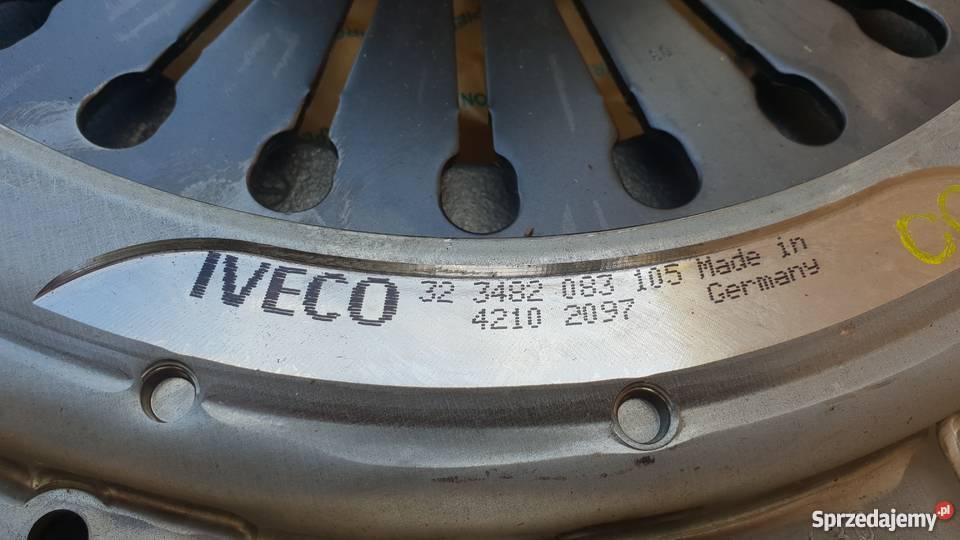 IVECO 32 3482 083 105 Made in
4210 2097 Germany
Sprzedajemy.pl